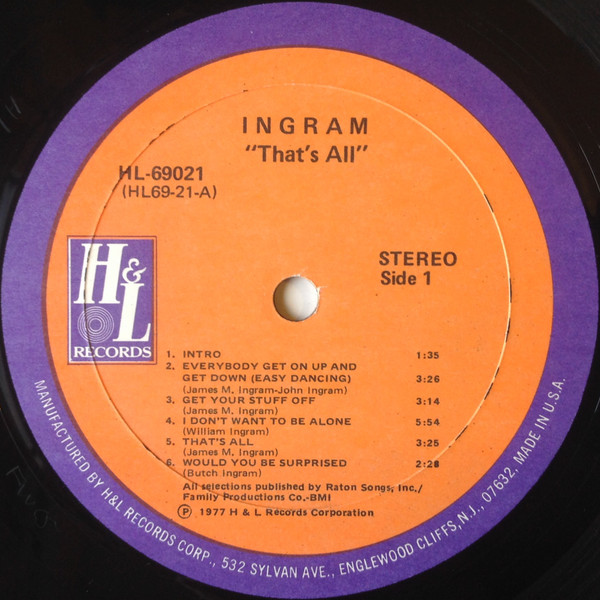 INGRAM
"That's All"
HL-69021
(HL69-21-A)
STEREO
Side 1
H&L
RECORDS
1. INTRO 1:35
2. EVERYBODY GET ON UP AND
GET DOWN (EASY DANCING) 3:26
(James M. Ingram-John Ingram)
3. GET YOUR STUFF OFF 3:14
(James M. Ingram)
4. I DON'T WANT TO BE ALONE 5:54
(William Ingram)
5. THAT'S ALL 3:25
(James M. Ingram)
6. WOULD YOU BE SURPRISED 2:28
(Butch Ingram)
All selections published by Raton Songs, Inc./
Family Productions Co.-BMI
Ⓟ 1977 H & L Records Corporation
MANUFACTURED BY H&L RECORDS CORP., 532 SYLVAN AVE., ENGLEWOOD CLIFFS, N.J., 07632, MADE IN U.S.A.